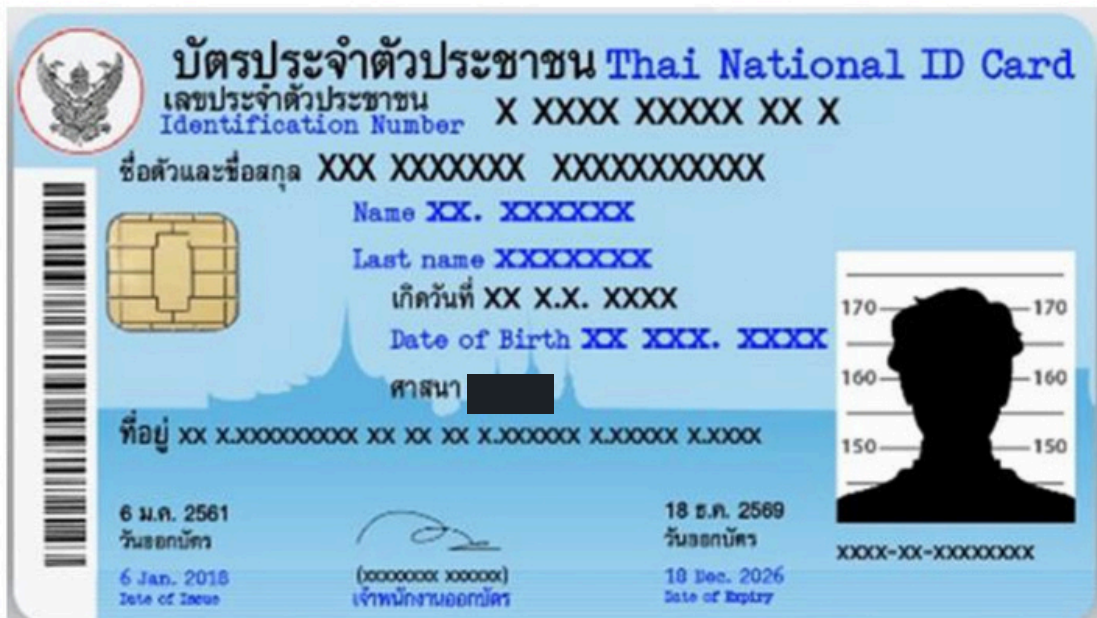 บัตรประจำตัวประชาชน Thai National ID Card
เลขประจำตัวประชาชน
Identification Number X XXXX XXXXX XX X
ชื่อตัวและชื่อสกุล XXX XXXXXXX XXXXXXXXXXX
Name XX. XXXXXX
Last name XXXXXXX
เกิดวันที่ XX X.X. XXXX
Date of Birth XX XXX. XXXX
ศาสนา
ที่อยู่ XX X.XXXXXXXXX XX XX XX X.XXXXXX X.XXXXX X.XXXX
170 170
160 160
150 150
6 ม.ค. 2561
วันออกบัตร
6 Jan. 2018
Date of Issue
(xxxxxxxx xxxxxx)
เจ้าพนักงานออกบัตร
18 ธ.ค. 2569
วันออกบัตร
18 Dec. 2026
Date of Expiry
XXXX-XX-XXXXXXXX